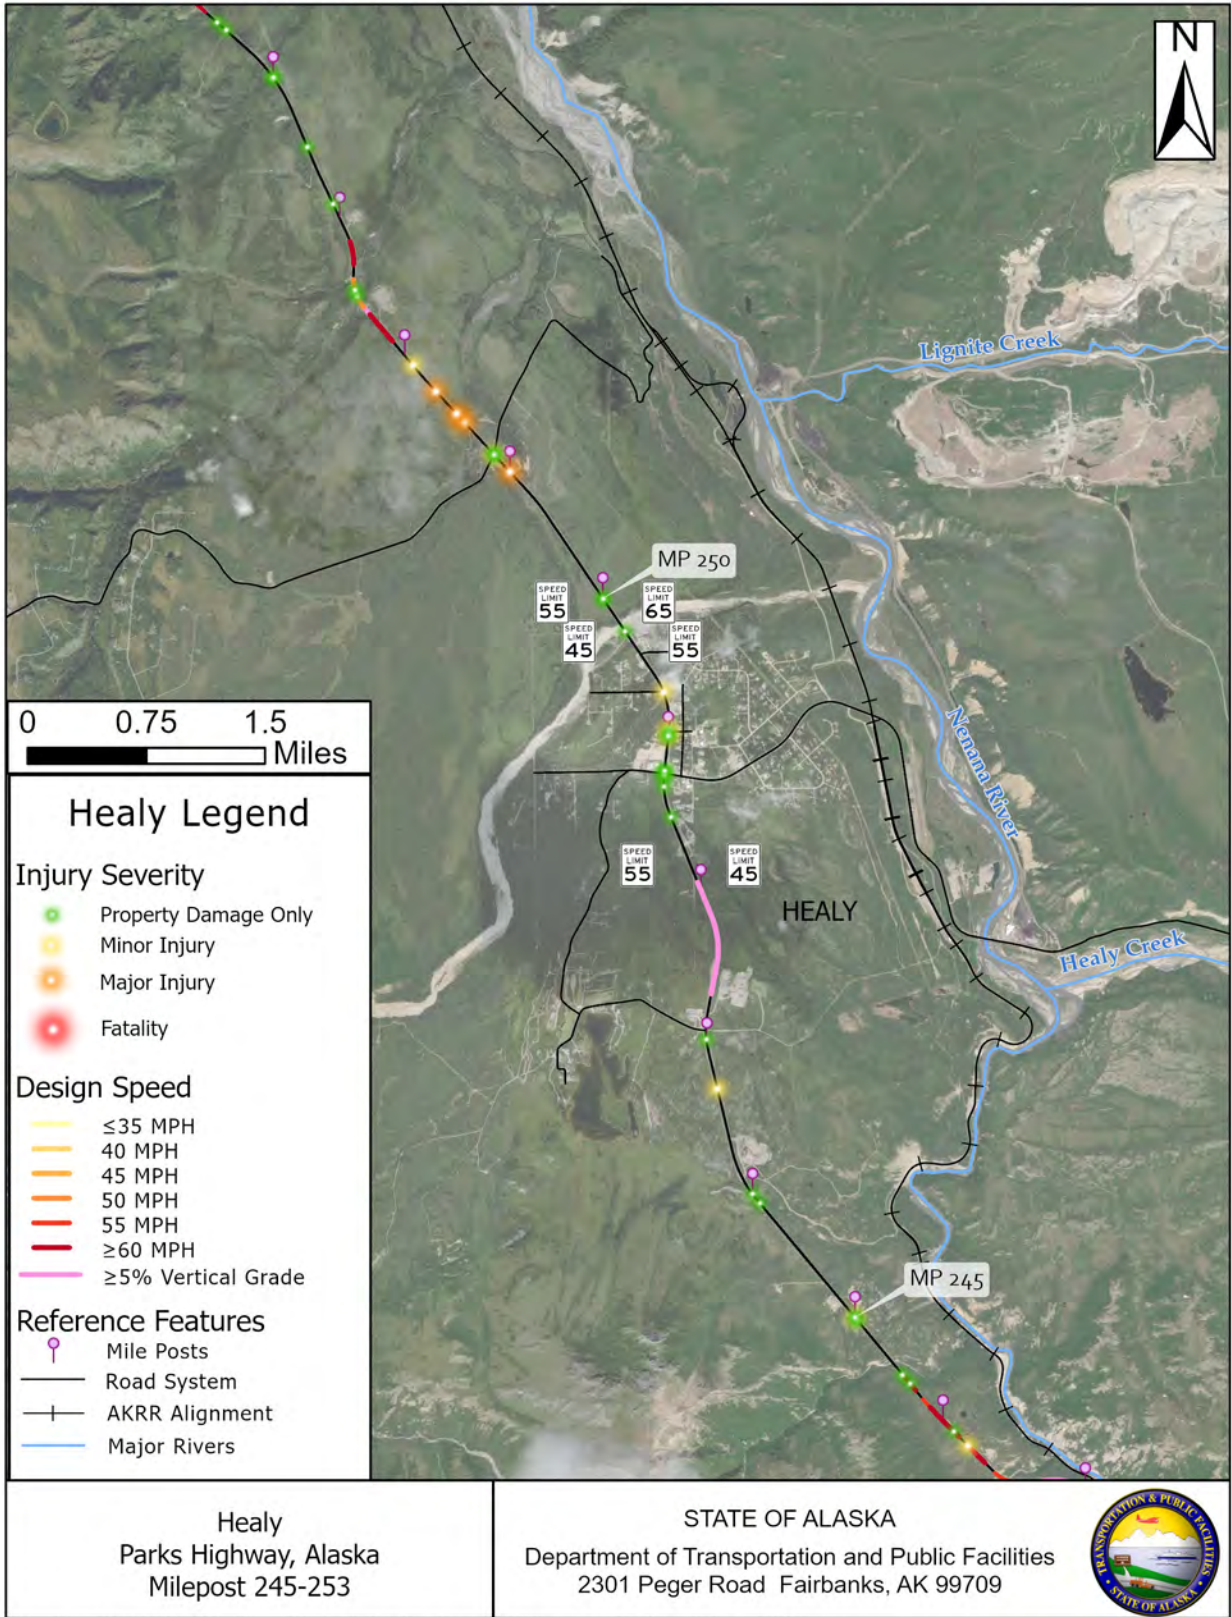 N
Lignite Creek
MP 250
SPEED
LIMIT
55
SPEED
LIMIT
65
SPEED
LIMIT
45
SPEED
LIMIT
55
Nenana River
SPEED
LIMIT
55
SPEED
LIMIT
45
HEALY
Healy Creek
MP 245
0 0.75 1.5
Miles
Healy Legend
Injury Severity
Property Damage Only
Minor Injury
Major Injury
Fatality
Design Speed
≤35 MPH
40 MPH
45 MPH
50 MPH
55 MPH
≥60 MPH
≥5% Vertical Grade
Reference Features
Mile Posts
Road System
AKRR Alignment
Major Rivers
Healy
Parks Highway, Alaska
Milepost 245-253
STATE OF ALASKA
Department of Transportation and Public Facilities
2301 Peger Road Fairbanks, AK 99709
TRANSPORTATION & PUBLIC FACILITIES
STATE OF ALASKA